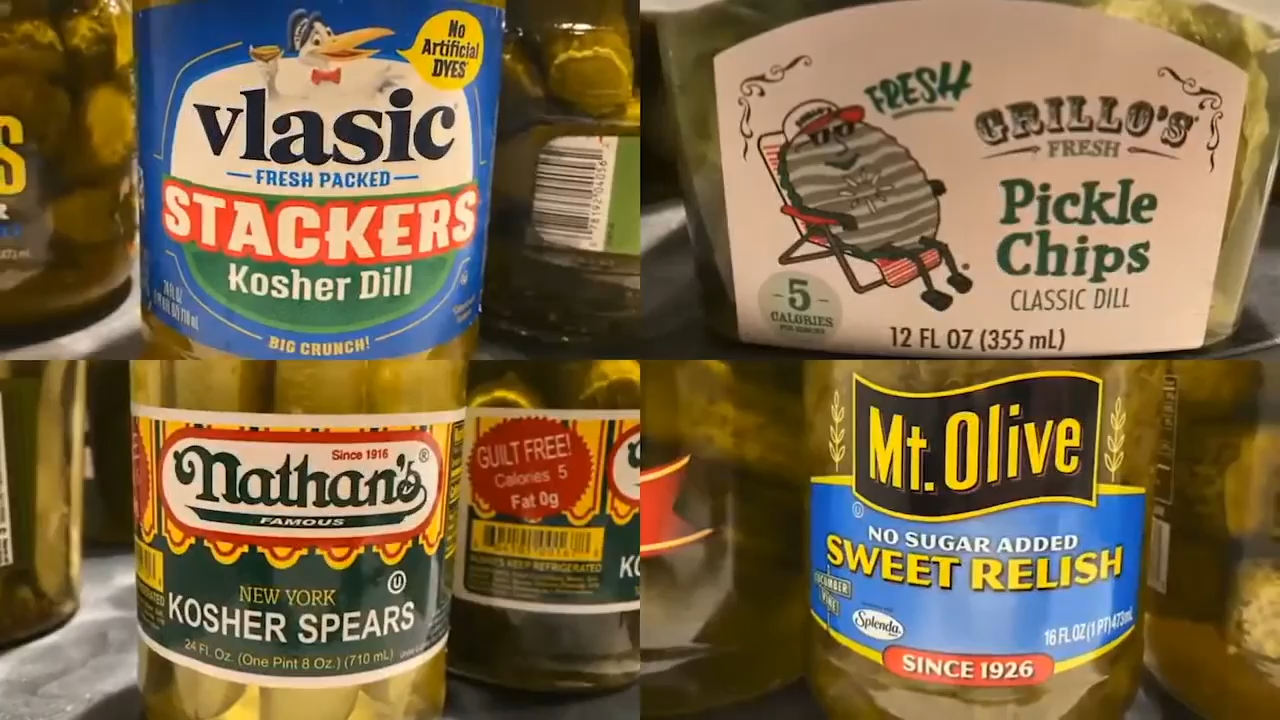 No
Artificial
DYES
vlasic
FRESH PACKED
STACKERS
Kosher Dill
BIG CRUNCH!
FRESH
GRILLO'S
FRESH
Pickle
Chips
CLASSIC DILL
5
CALORIES
12 FL OZ (355 mL)
Since 1916
Nathan's®
FAMOUS
NEW YORK
KOSHER SPEARS
24 Fl. Oz. (One Pint 8 Oz.) (710 mL)
GUILT FREE!
Calories 5
Fat 0g
KEEP REFRIGERATED
Mt. Olive
NO SUGAR ADDED
SWEET RELISH
Splenda
16 FL OZ (1 PT) 473mL
SINCE 1926